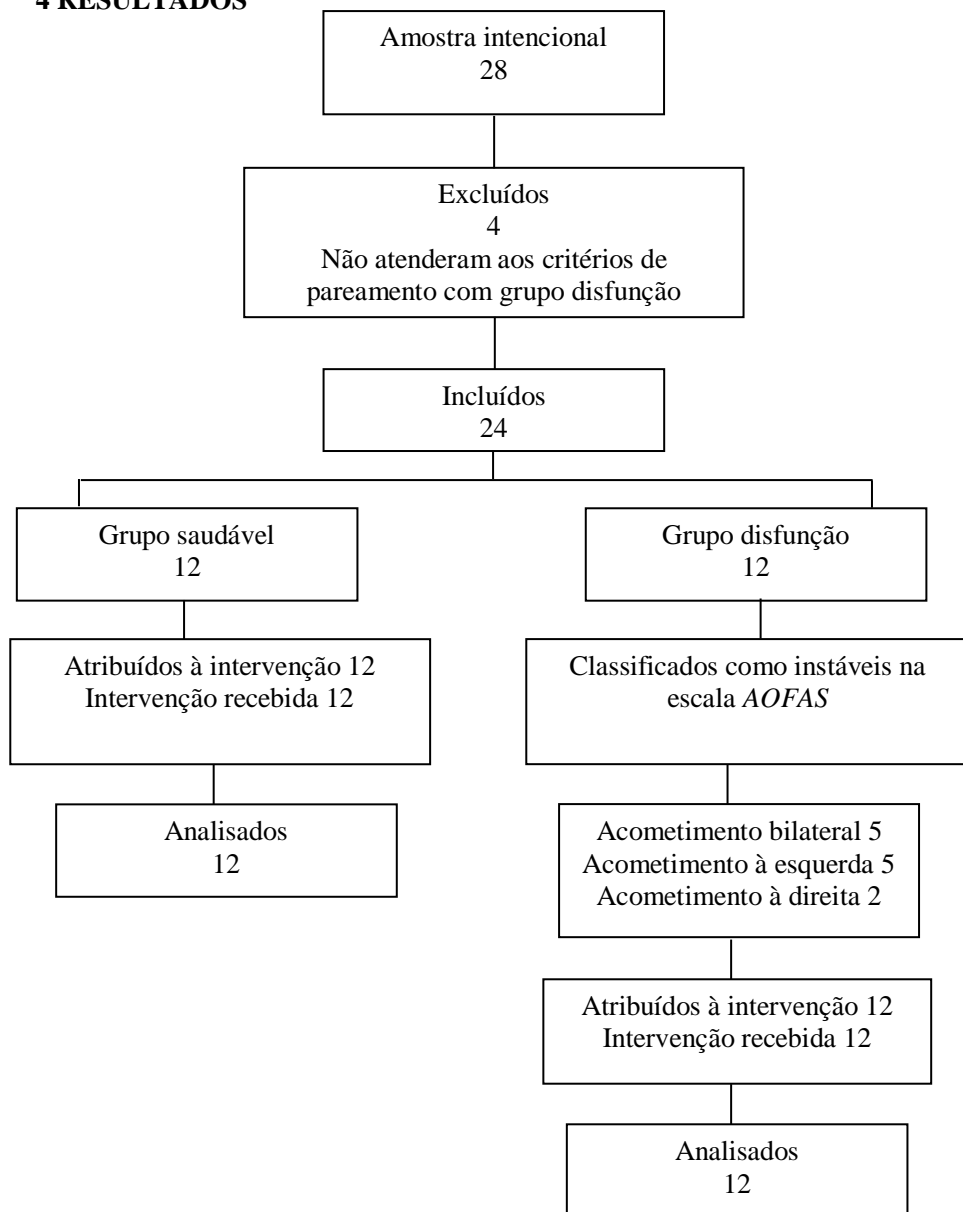 4 RESULTADOS
Amostra intencional
28
Excluídos
4
Não atenderam aos critérios de
pareamento com grupo disfunção
Incluídos
24
Grupo saudável
12
Atribuídos à intervenção 12
Intervenção recebida 12
Analisados
12
Grupo disfunção
12
Classificados como instáveis na
escala AOFAS
Acometimento bilateral 5
Acometimento à esquerda 5
Acometimento à direita 2
Atribuídos à intervenção 12
Intervenção recebida 12
Analisados
12